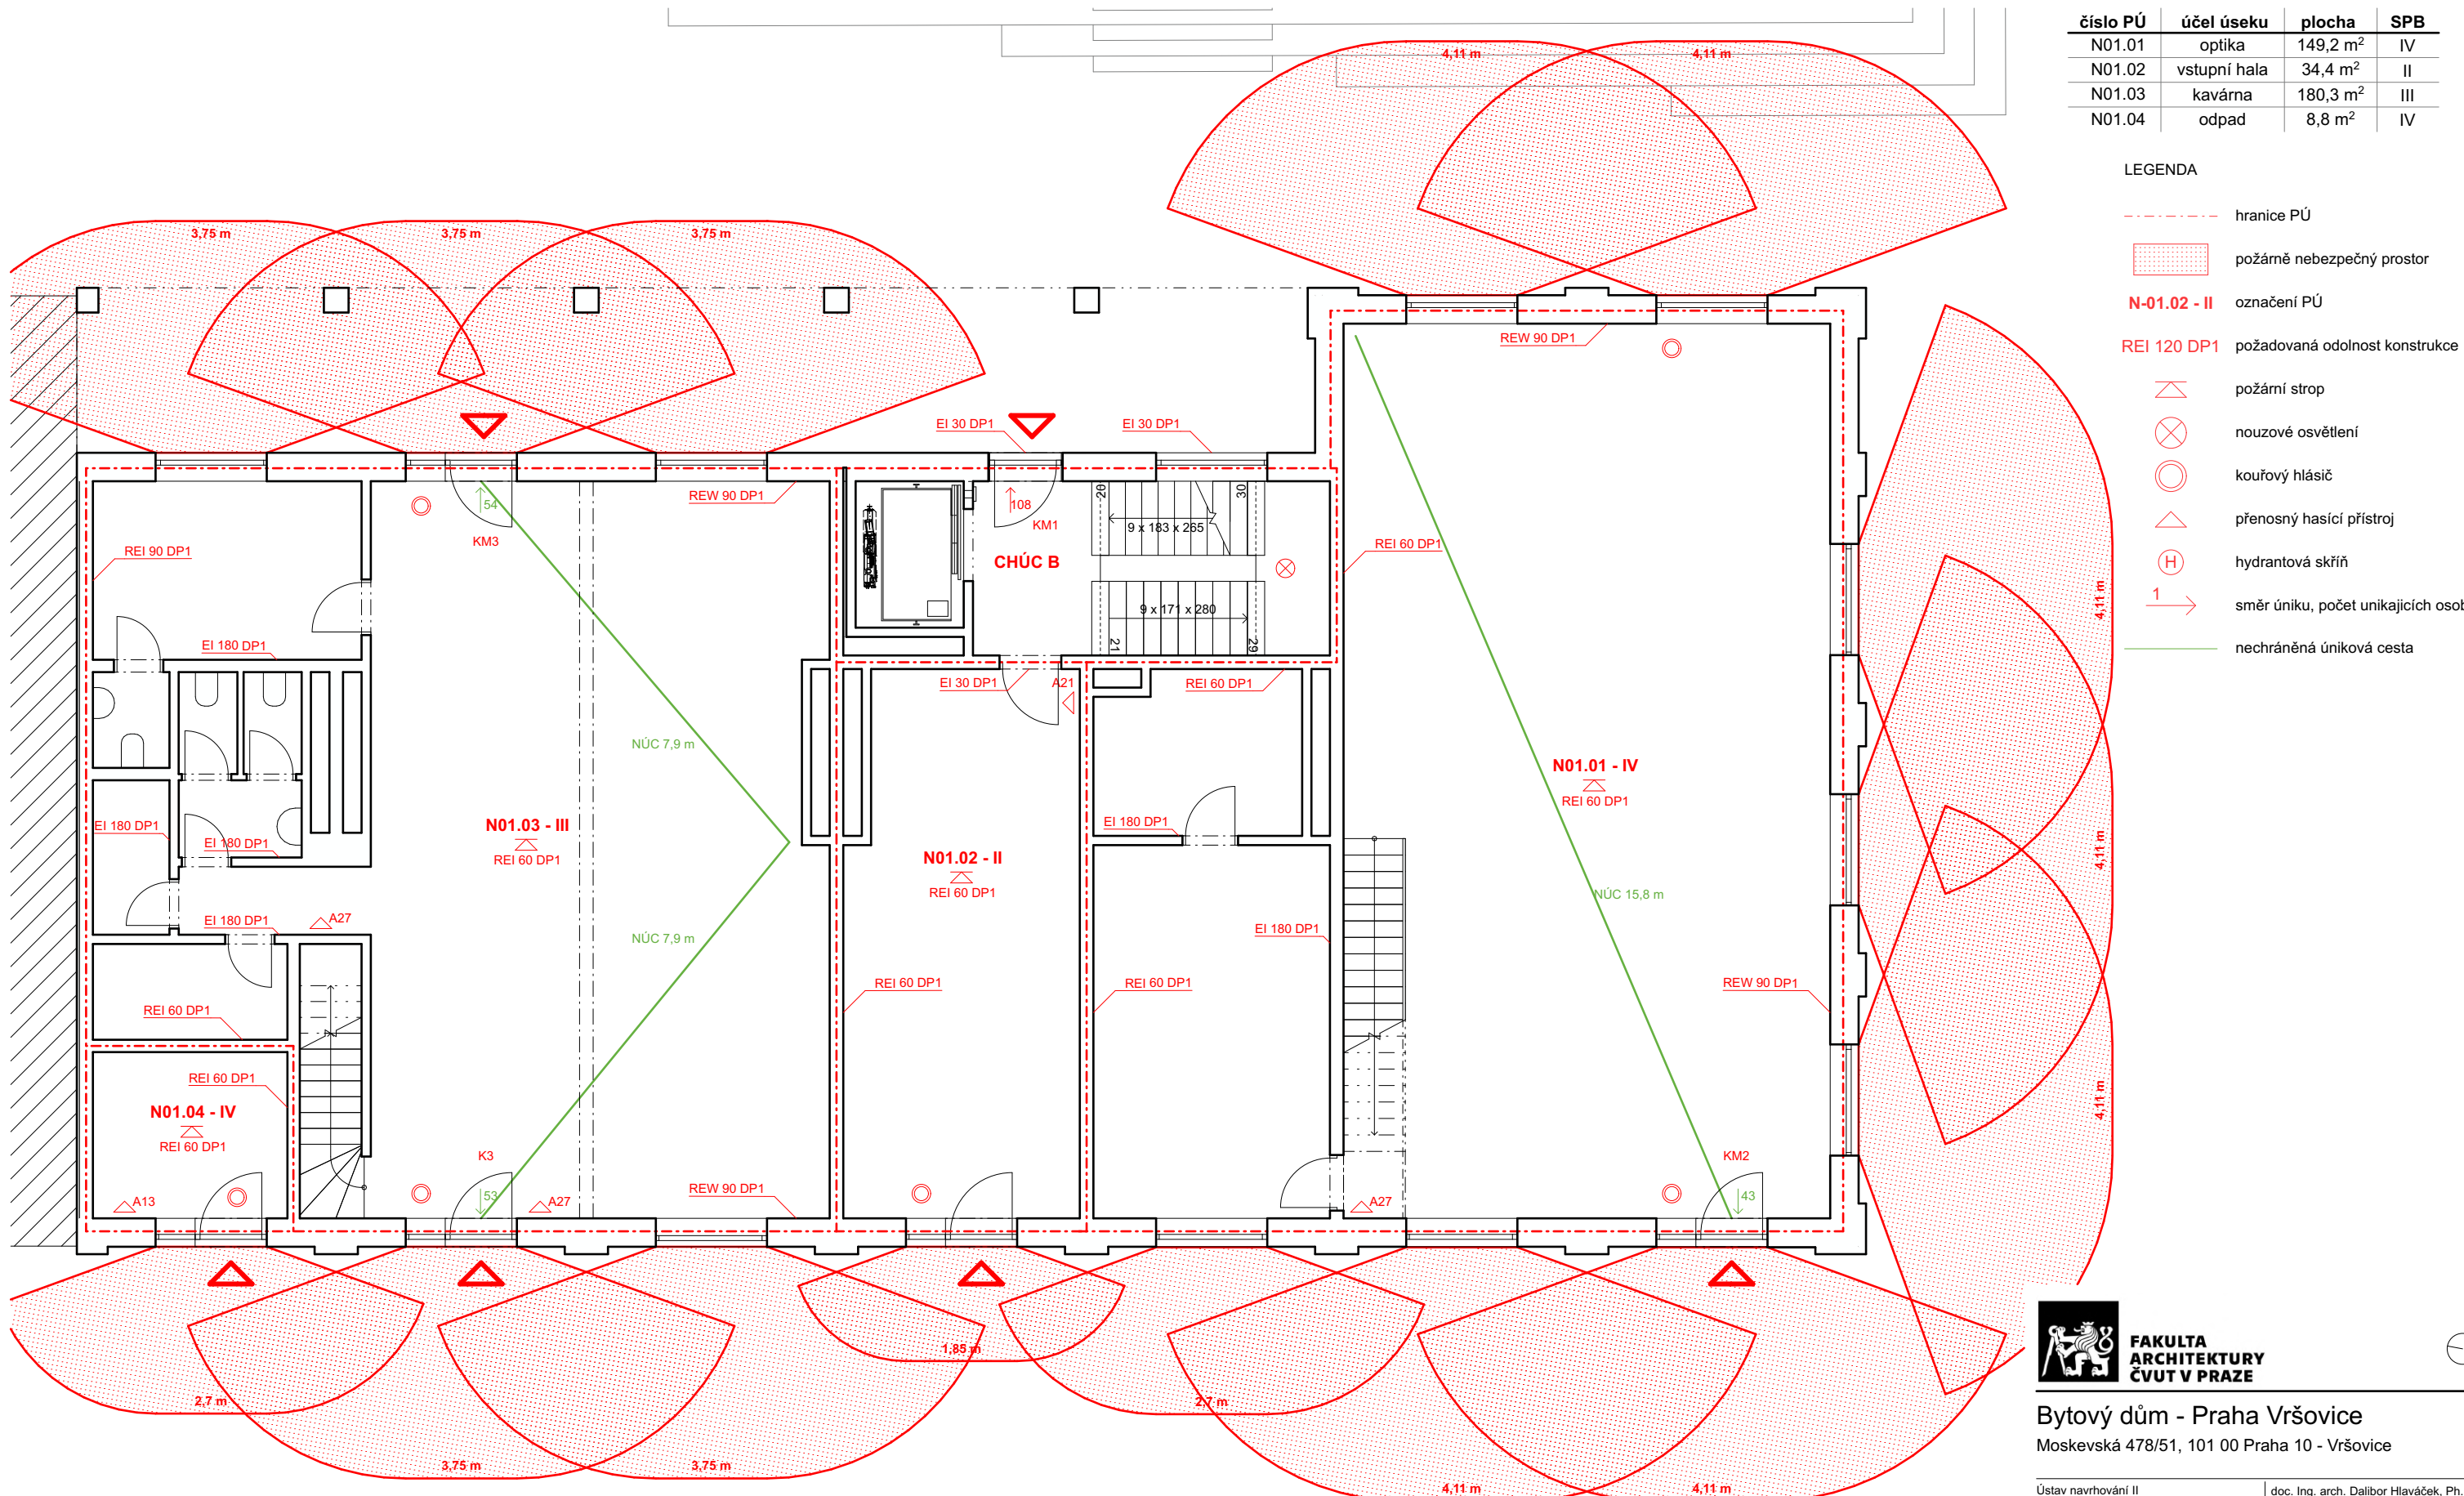 číslo PÚ účel úseku plocha SPB
N01.01 optika 149,2 m² IV
N01.02 vstupní hala 34,4 m² II
N01.03 kavárna 180,3 m² III
N01.04 odpad 8,8 m² IV
LEGENDA
hranice PÚ
požárně nebezpečný prostor
N-01.02 - II označení PÚ
REI 120 DP1 požadovaná odolnost konstrukce
požární strop
nouzové osvětlení
kouřový hlásič
přenosný hasící přístroj
H hydrantová skříň
1 směr úniku, počet unikajicích osob
nechráněná úniková cesta
4,11 m 4,11 m
3,75 m 3,75 m 3,75 m
REW 90 DP1
EI 30 DP1 EI 30 DP1
REW 90 DP1
54
108
KM1
KM3
20
30
9 x 183 x 265
REI 90 DP1
REI 60 DP1
CHÚC B
9 x 171 x 280
21
29
4,11 m
EI 180 DP1
EI 30 DP1
A21
REI 60 DP1
NÚC 7,9 m
N01.01 - IV
REI 60 DP1
EI 180 DP1
EI 180 DP1
N01.03 - III
REI 60 DP1
EI 180 DP1
N01.02 - II
REI 60 DP1
4,11 m
NÚC 15,8 m
EI 180 DP1
A27
EI 180 DP1
NÚC 7,9 m
REI 60 DP1
REI 60 DP1
REI 60 DP1
REW 90 DP1
REI 60 DP1
N01.04 - IV
REI 60 DP1
4,11 m
K3
KM2
A13
53
A27
REW 90 DP1
A27
43
1,85 m
2,7 m
2,7 m
3,75 m 3,75 m
4,11 m 4,11 m
FAKULTA
ARCHITEKTURY
ČVUT V PRAZE
Bytový dům - Praha Vršovice
Moskevská 478/51, 101 00 Praha 10 - Vršovice
Ústav navrhování II doc. Ing. arch. Dalibor Hlaváček, Ph.